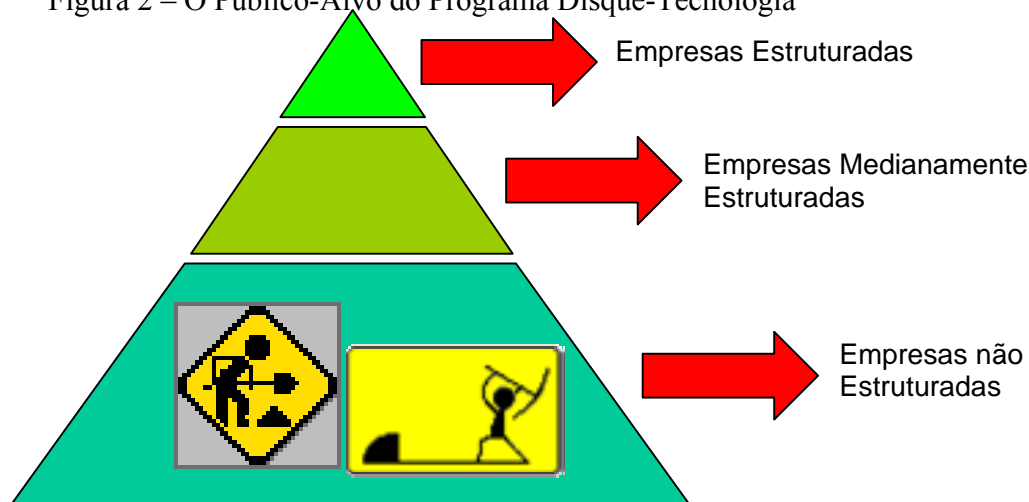 Figura 2 – O Público-Alvo do Programa Disque-Tecnologia
Empresas Estruturadas
Empresas Medianamente
Estruturadas
Empresas não
Estruturadas